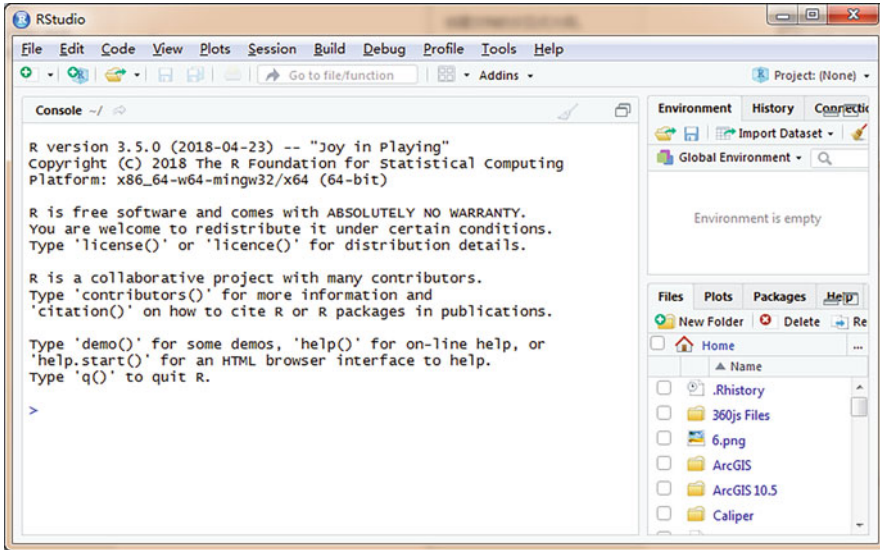 RStudio
File Edit Code View Plots Session Build Debug Profile Tools Help
Go to file/function Addins Project: (None)
Console ~/
R version 3.5.0 (2018-04-23) -- "Joy in Playing"
Copyright (C) 2018 The R Foundation for Statistical Computing
Platform: x86_64-w64-mingw32/x64 (64-bit)
R is free software and comes with ABSOLUTELY NO WARRANTY.
You are welcome to redistribute it under certain conditions.
Type 'license()' or 'licence()' for distribution details.
R is a collaborative project with many contributors.
Type 'contributors()' for more information and
'citation()' on how to cite R or R packages in publications.
Type 'demo()' for some demos, 'help()' for on-line help, or
'help.start()' for an HTML browser interface to help.
Type 'q()' to quit R.
>
Environment History Connectio
Import Dataset
Global Environment
Environment is empty
Files Plots Packages Help
New Folder Delete Re
Home ...
Name
.Rhistory
360js Files
6.png
ArcGIS
ArcGIS 10.5
Caliper